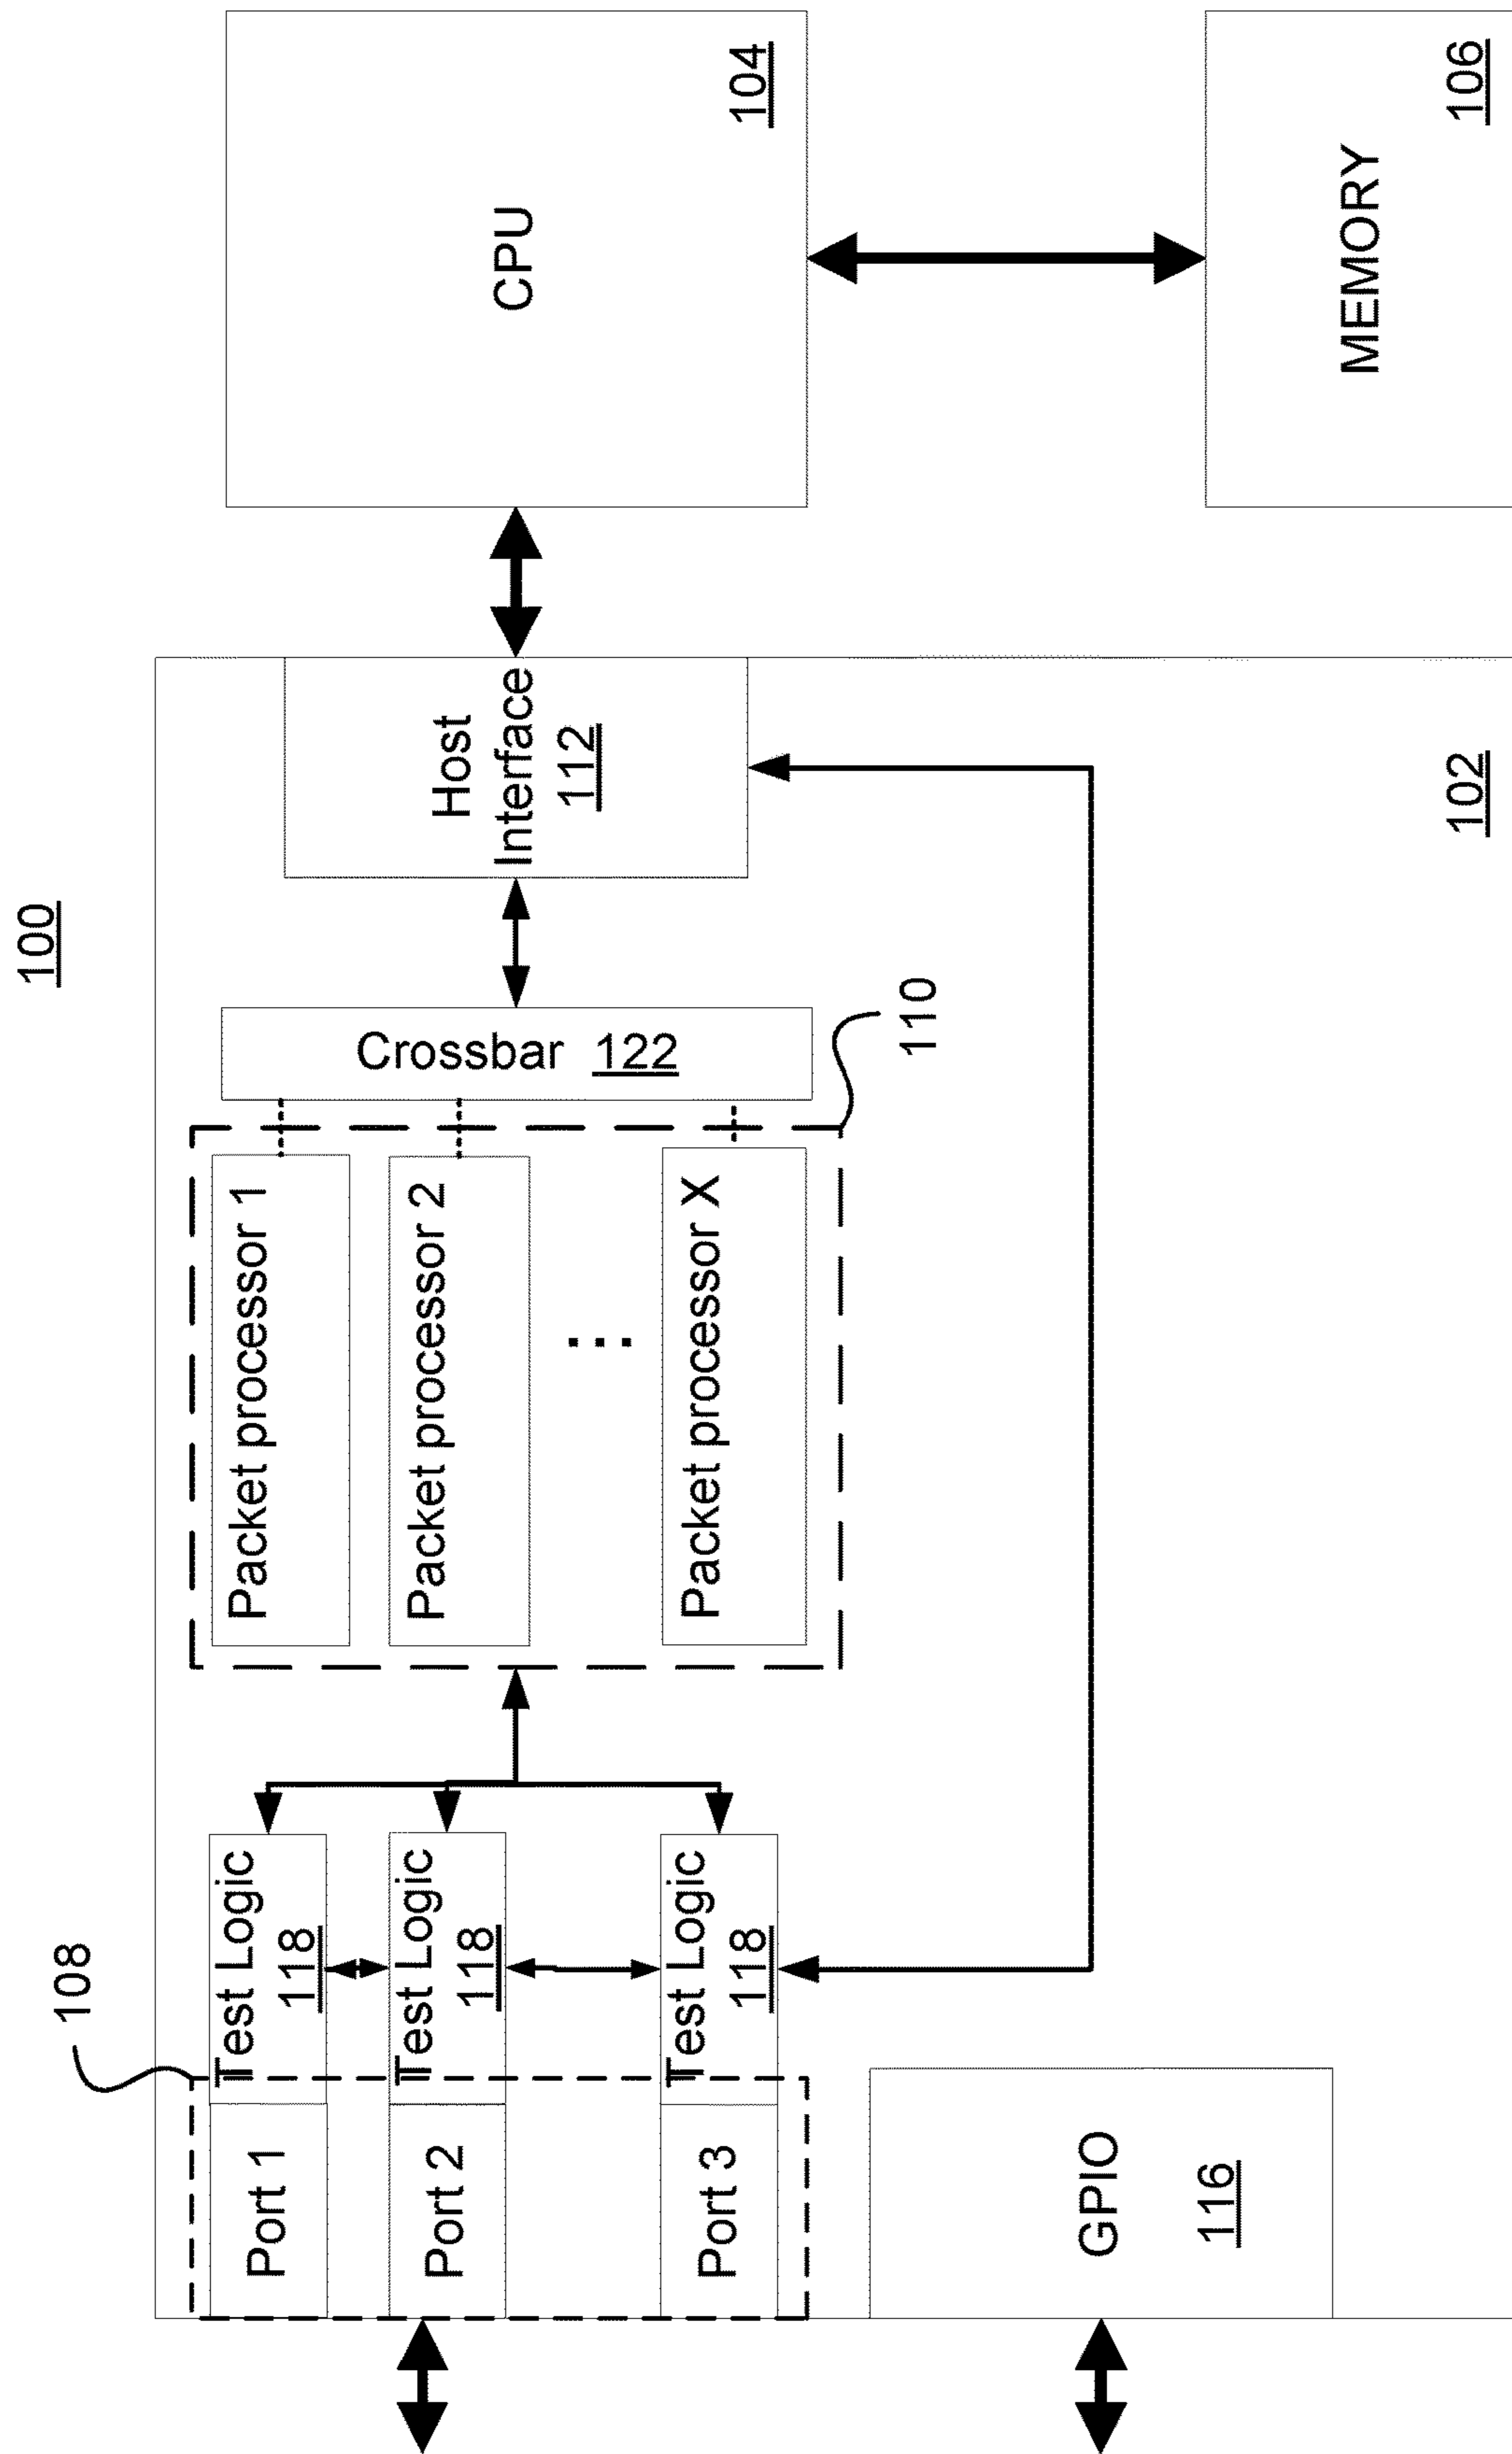 100
108
Port 1
Test Logic
118
Port 2
Test Logic
118
Port 3
Test Logic
118
GPIO
116
Packet processor 1
Packet processor 2
...
Packet processor X
110
Crossbar 122
Host
Interface
112
102
CPU
104
MEMORY
106